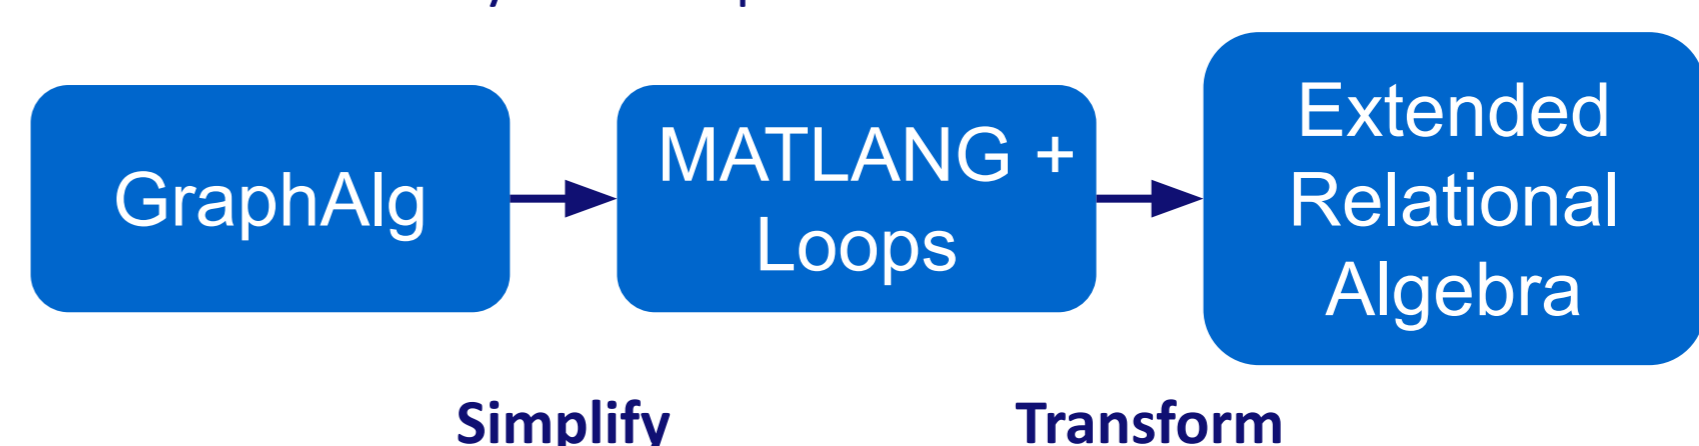 GraphAlg
MATLANG +
Loops
Extended
Relational
Algebra
Simplify
Transform